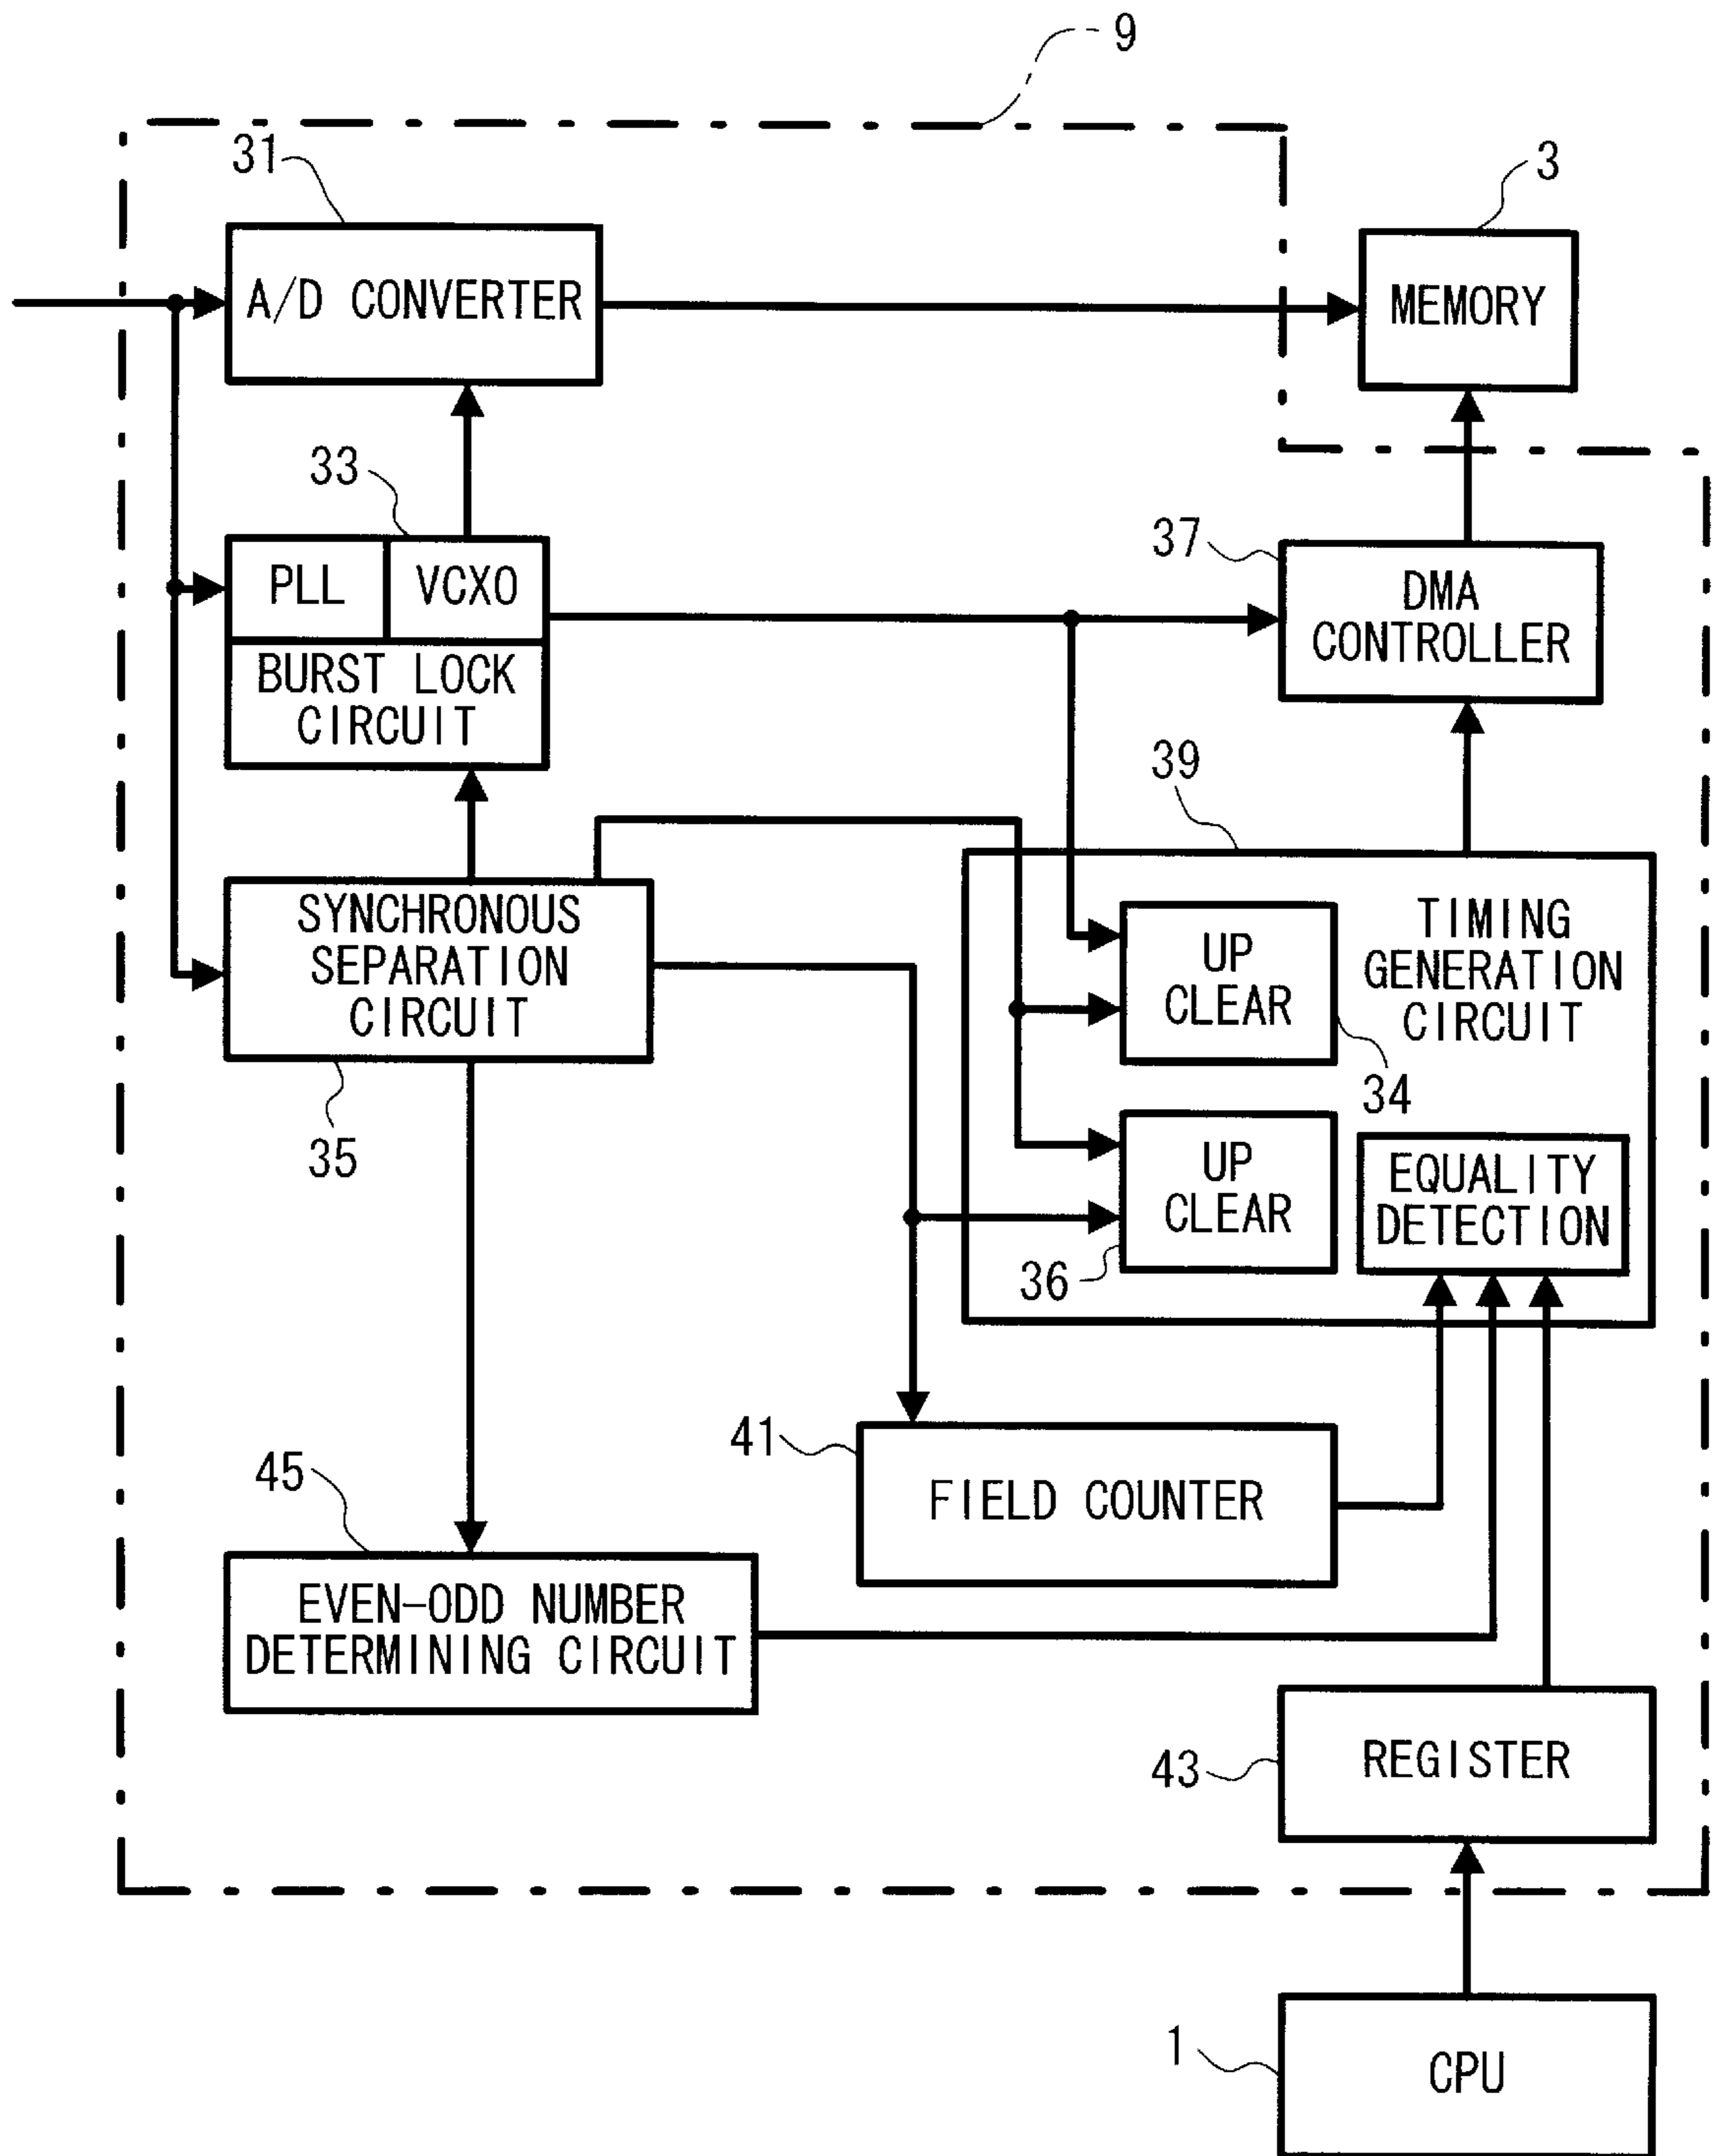 9
31
3
A/D CONVERTER
MEMORY
33
37
PLL
VCXO
DMA
CONTROLLER
BURST LOCK
CIRCUIT
39
SYNCHRONOUS
SEPARATION
CIRCUIT
TIMING
GENERATION
CIRCUIT
UP
CLEAR
34
35
UP
CLEAR
EQUALITY
DETECTION
36
41
FIELD COUNTER
45
EVEN-ODD NUMBER
DETERMINING CIRCUIT
43
REGISTER
1
CPU